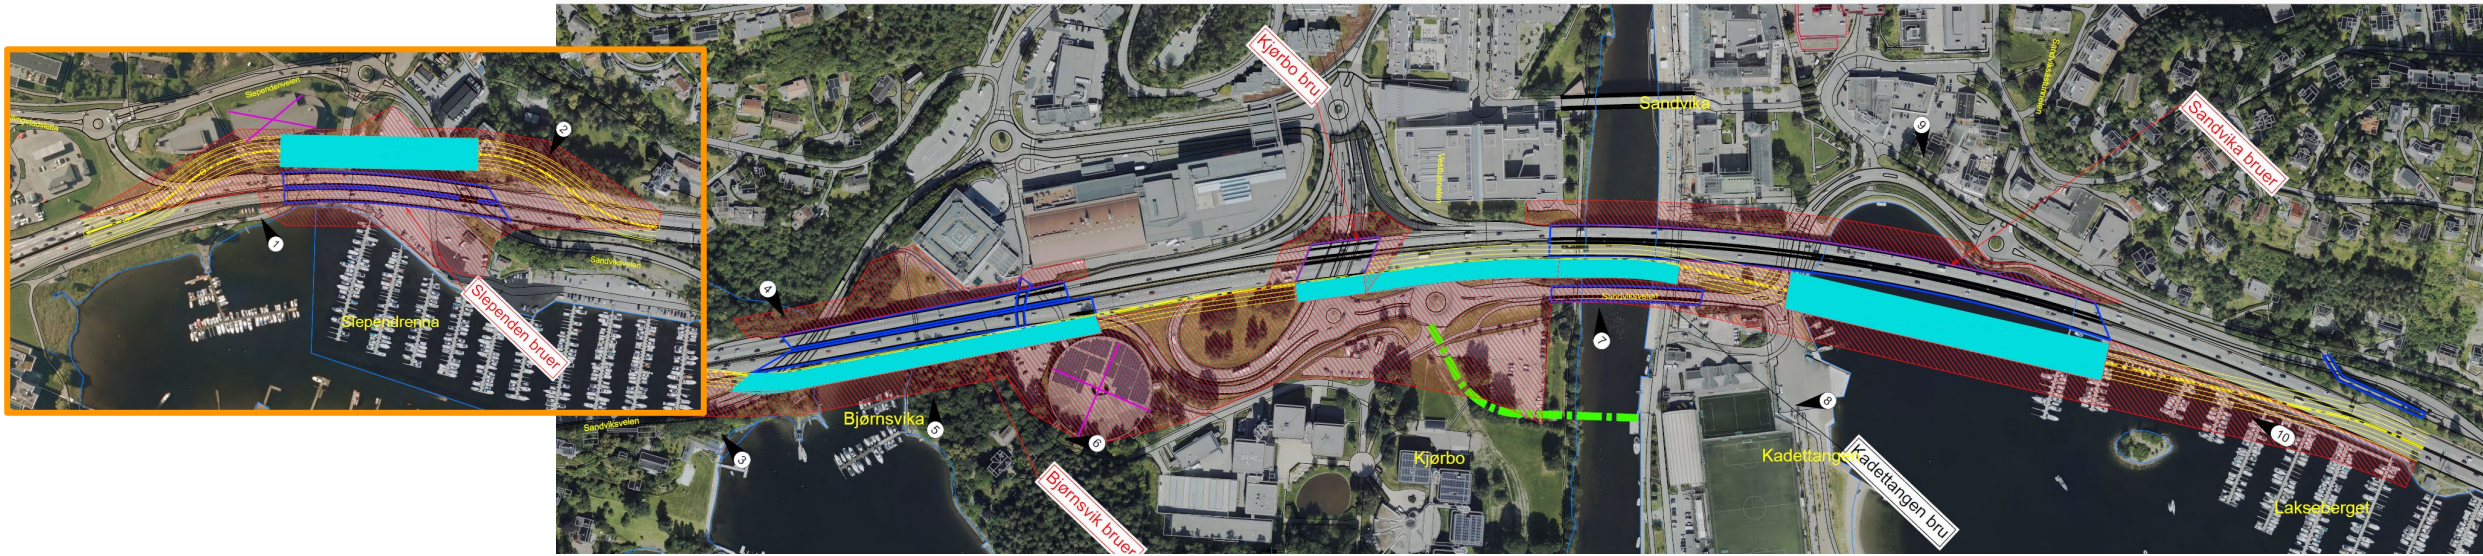 Slependenveien
2
1
Sandviksveien
Slependrenna
Slependen bruer
Kjørbo bru
Sandvika
Sandvika bruer
9
4
Sandviksveien
7
Bjørnsvika
5
Sandviksveien
3
6
Kjørbo
8
Kadettangen
Kadettangen bru
10
Lakseberget
Bjørnsvik bruer